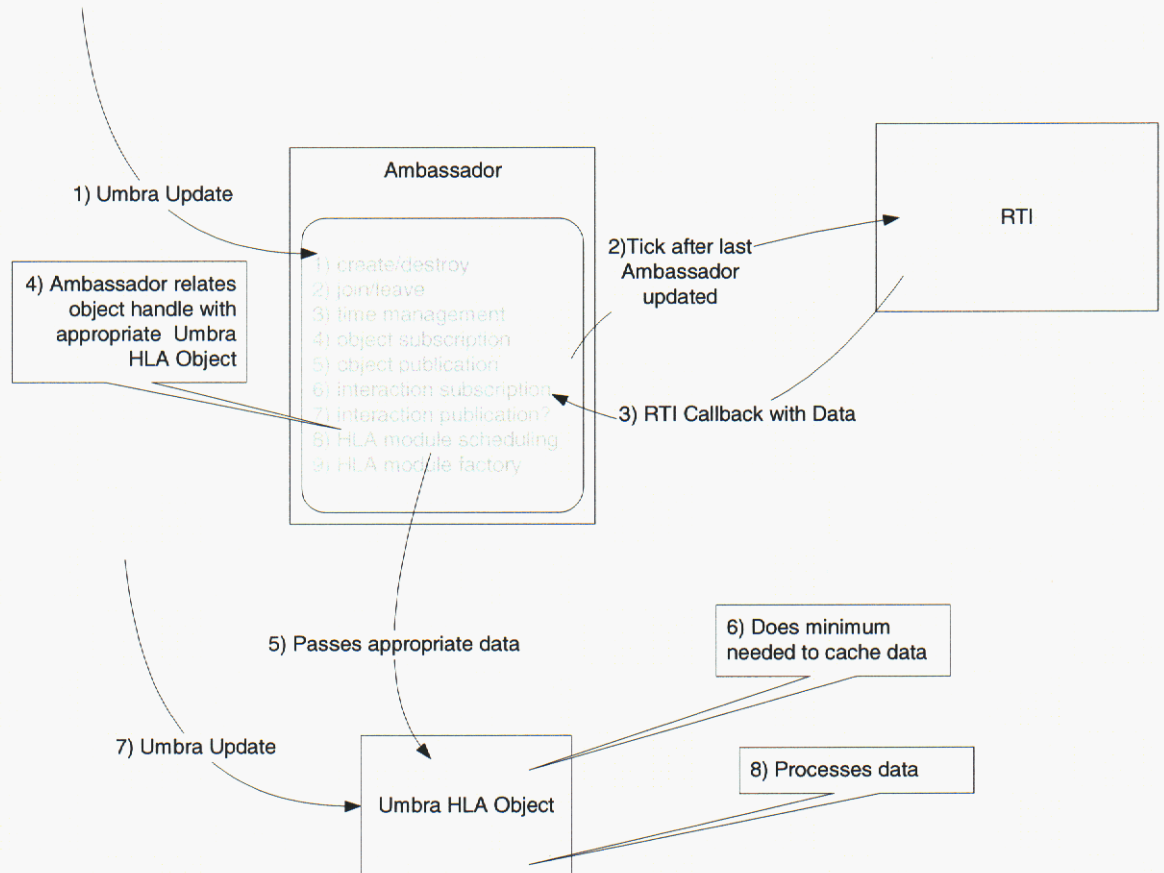 Ambassador
1) Umbra Update
RTI
2)Tick after last
Ambassador
updated
1) create/destroy
2) join/leave
3) time management
4) object subscription
5) object publication
6) interaction subscription
7) interaction publication?
8) HLA module scheduling
9) HLA module factory
4) Ambassador relates
object handle with
appropriate Umbra
HLA Object
3) RTI Callback with Data
5) Passes appropriate data
6) Does minimum
needed to cache data
7) Umbra Update
8) Processes data
Umbra HLA Object